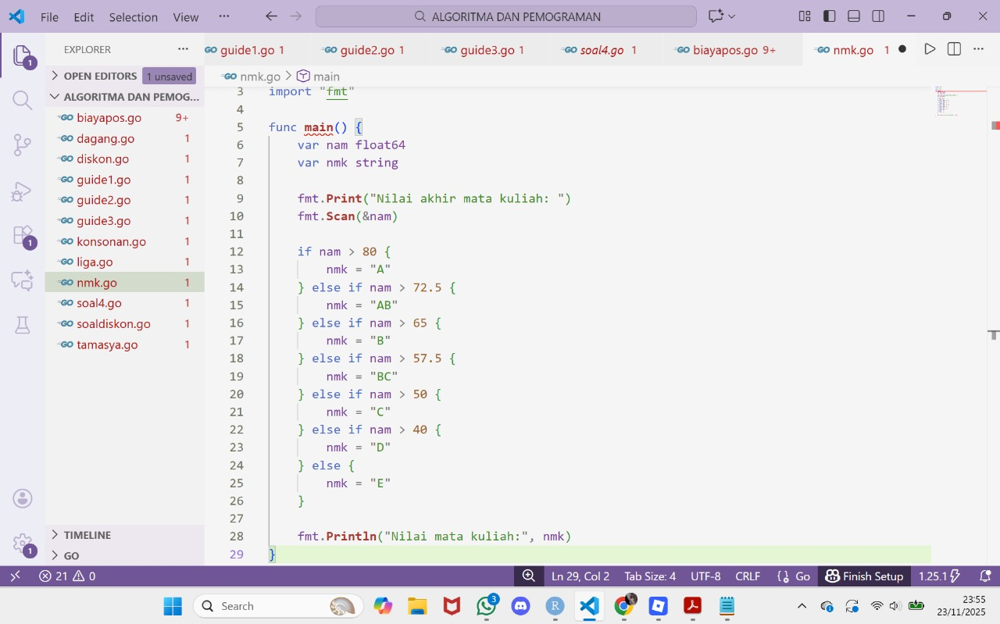 File Edit Selection View ··· ALGORITMA DAN PEMOGRAMAN
EXPLORER ···
guide1.go 1 guide2.go 1 guide3.go 1 soal4.go 1 biayapos.go 9+ nmk.go 1
OPEN EDITORS 1 unsaved
nmk.go > main
ALGORITMA DAN PEMOG...
biayapos.go 9+
dagang.go 1
diskon.go 1
guide1.go 1
guide2.go 1
guide3.go 1
konsonan.go 1
liga.go 1
nmk.go 1
soal4.go 1
soaldiskon.go 1
tamasya.go 1
TIMELINE
GO
1
1
1
3 import "fmt"
4
5 func main() {
6 var nam float64
7 var nmk string
8
9 fmt.Print("Nilai akhir mata kuliah: ")
10 fmt.Scan(&nam)
11
12 if nam > 80 {
13 nmk = "A"
14 } else if nam > 72.5 {
15 nmk = "AB"
16 } else if nam > 65 {
17 nmk = "B"
18 } else if nam > 57.5 {
19 nmk = "BC"
20 } else if nam > 50 {
21 nmk = "C"
22 } else if nam > 40 {
23 nmk = "D"
24 } else {
25 nmk = "E"
26 }
27
28 fmt.Println("Nilai mata kuliah:", nmk)
29 }
21 0 Ln 29, Col 2 Tab Size: 4 UTF-8 CRLF {} Go Finish Setup 1.25.1
Search 3 23:55
23/11/2025